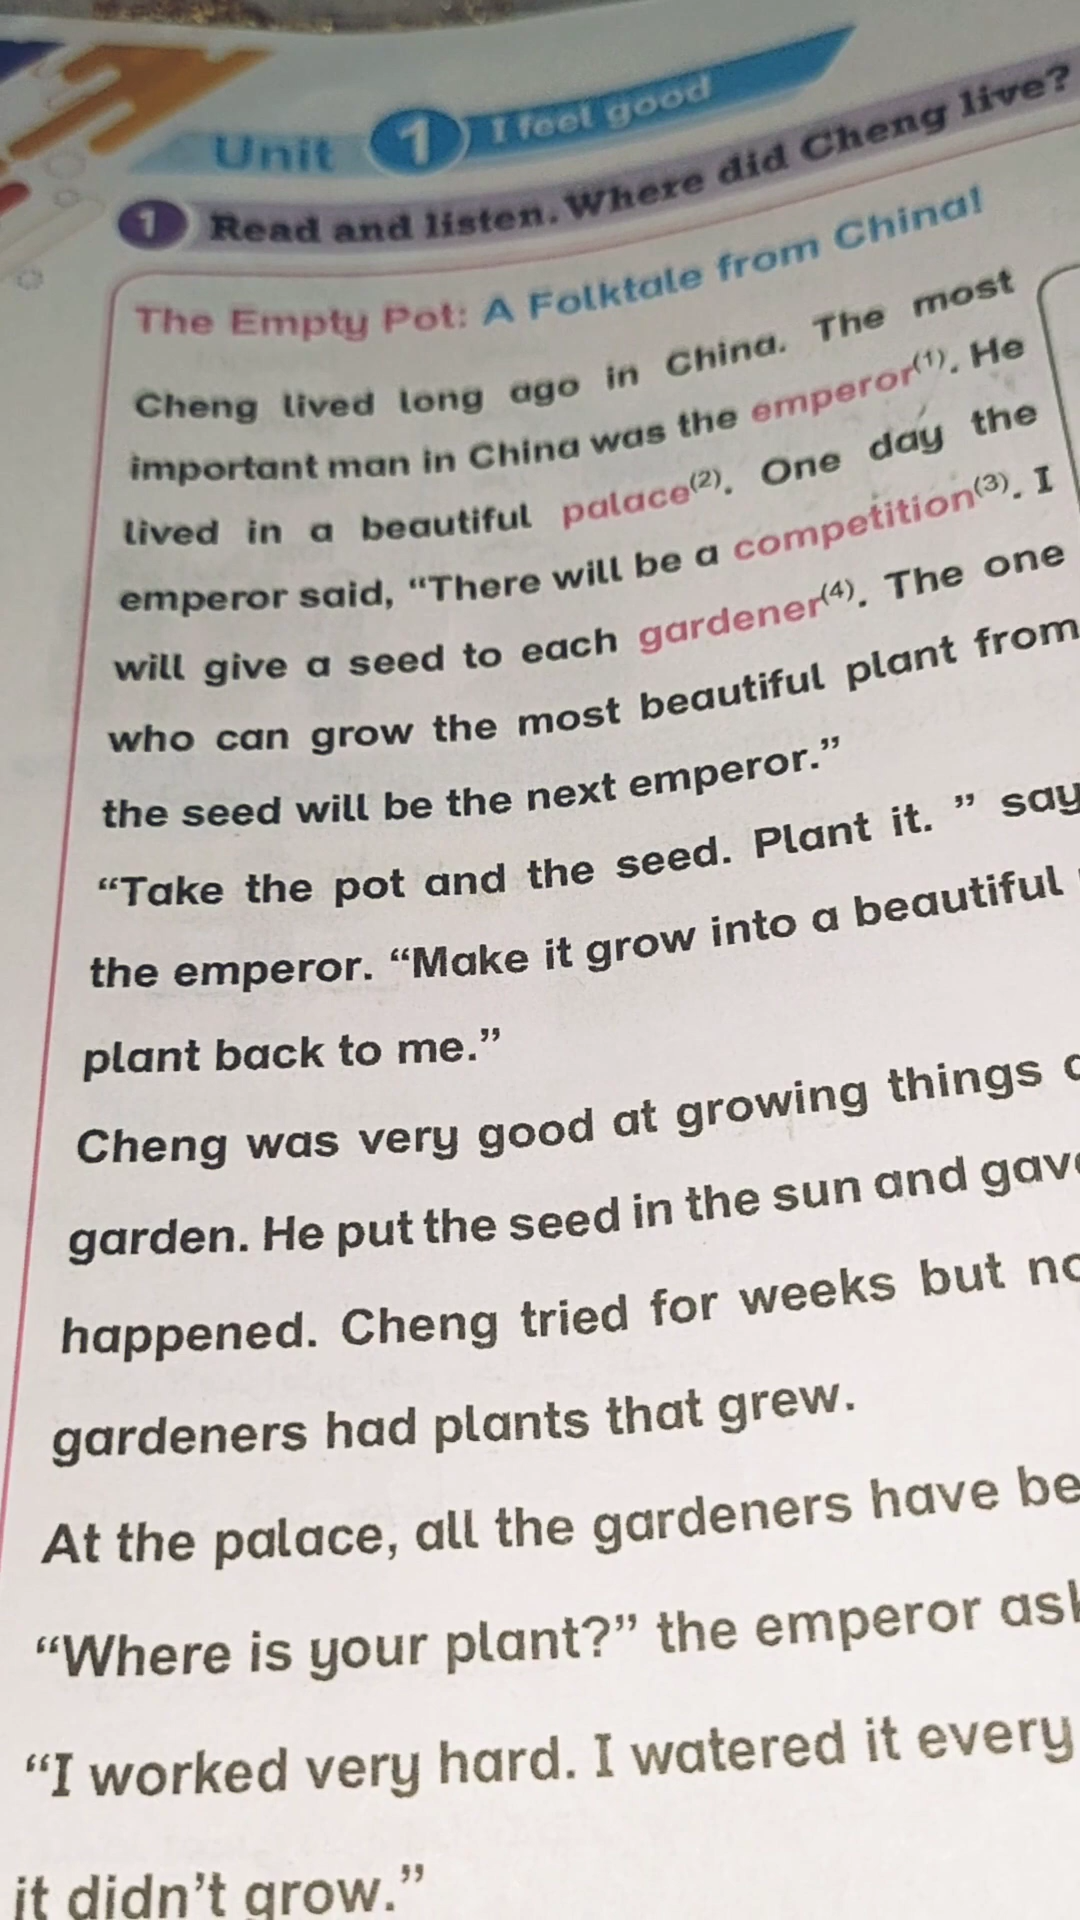 Unit 1 I feel good
1 Read and listen. Where did Cheng live?
The Empty Pot: A Folktale from China!
Cheng lived long ago in China. The most
important man in China was the emperor(1). He
lived in a beautiful palace(2). One day the
emperor said, “There will be a competition(3). I
will give a seed to each gardener(4). The one
who can grow the most beautiful plant from
the seed will be the next emperor.”
“Take the pot and the seed. Plant it. ” say
the emperor. “Make it grow into a beautiful
plant back to me.”
Cheng was very good at growing things
garden. He put the seed in the sun and gav
happened. Cheng tried for weeks but
gardeners had plants that grew.
At the palace, all the gardeners have be
“Where is your plant?” the emperor as
“I worked very hard. I watered it every
it didn’t grow.”